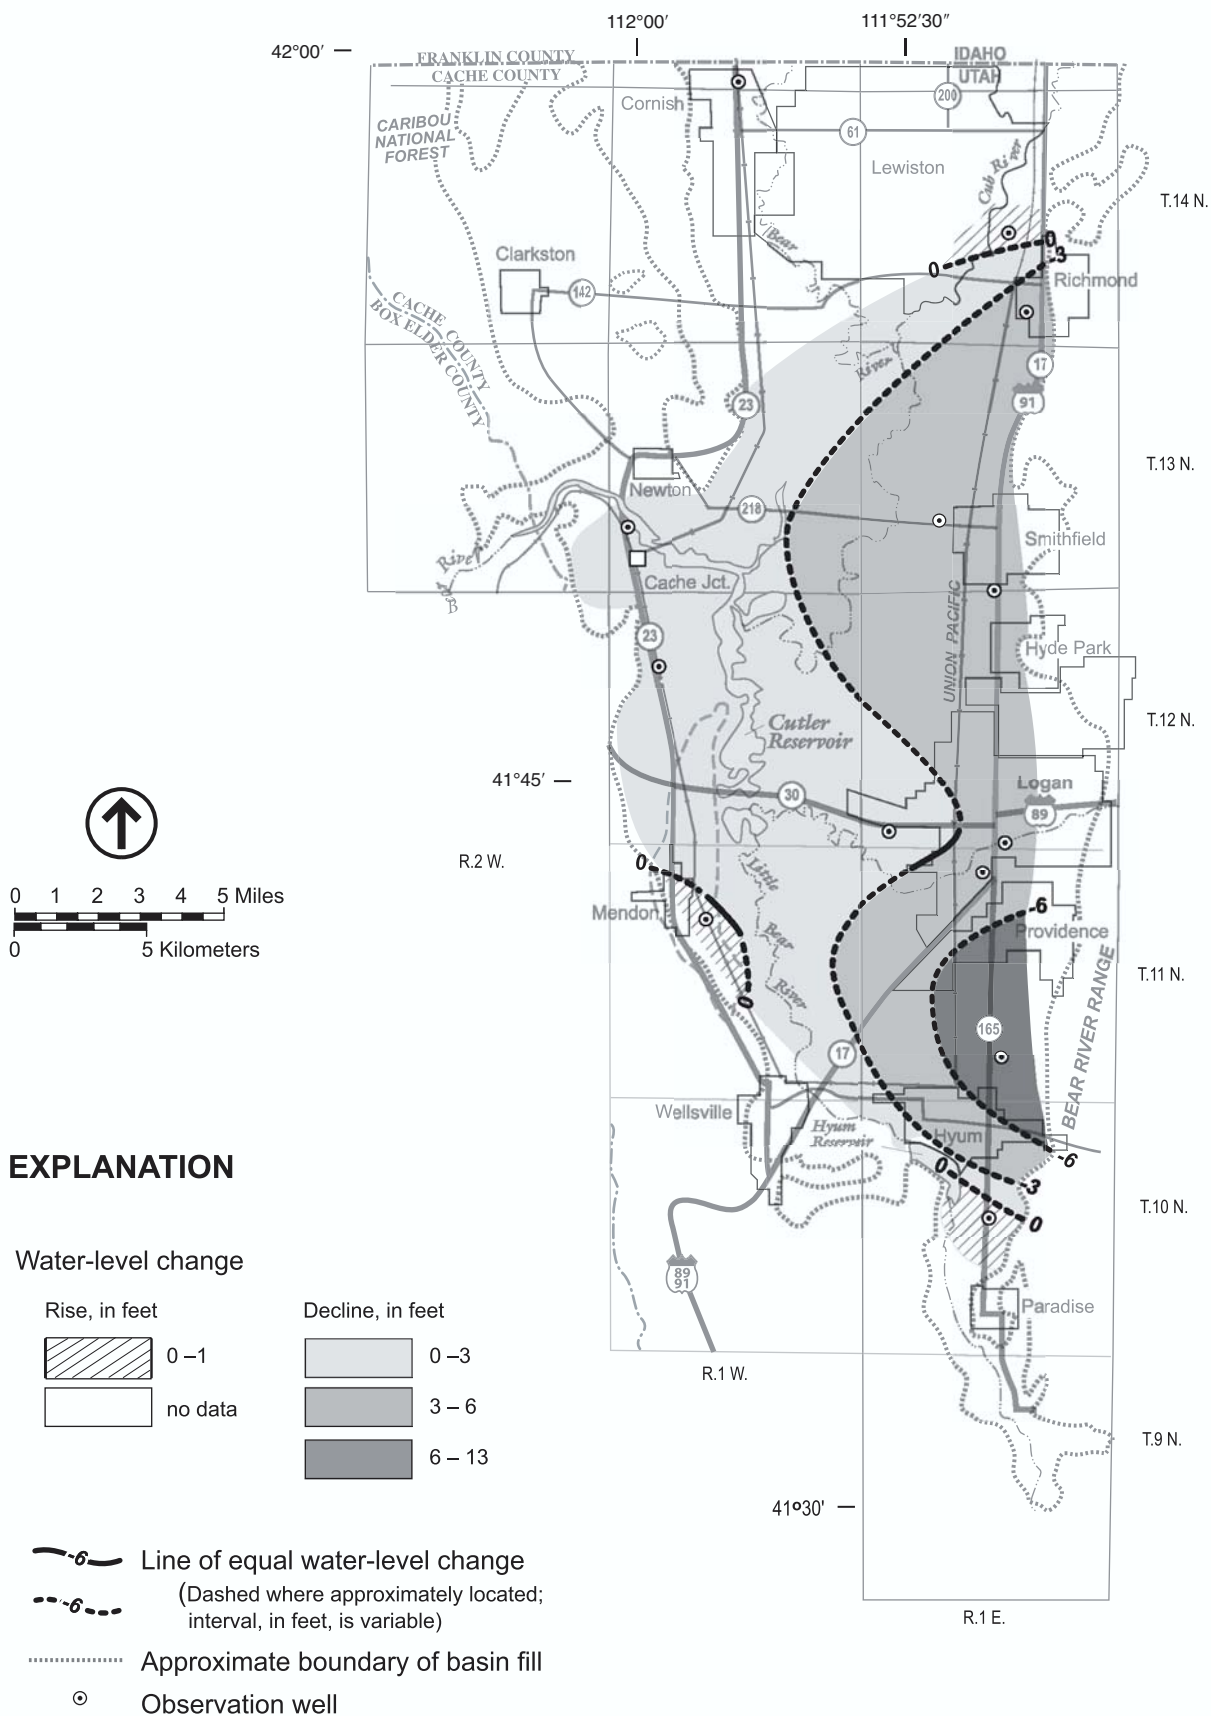 112°00′
111°52′30″
42°00′
FRANKLIN COUNTY
CACHE COUNTY
IDAHO
UTAH
Cornish
200
CARIBOU
NATIONAL
FOREST
61
Lewiston
Cub River
T.14 N.
Bear
0
-3
0
Clarkston
142
Richmond
CACHE COUNTY
BOX ELDER COUNTY
River
17
23
91
T.13 N.
Newton
218
Smithfield
River
Cache Jct.
UNION PACIFIC
23
Hyde Park
T.12 N.
Cutler
Reservoir
41°45′
Logan
30
89
R.2 W.
0
0 1 2 3 4 5 Miles
0 5 Kilometers
Little
Mendon
-6
Providence
Bear
T.11 N.
River
0
BEAR RIVER RANGE
165
17
Wellsville
Hyum
Reservoir
Hyum
-6
0
-3
T.10 N.
0
89
91
Paradise
R.1 W.
T.9 N.
41°30'
R.1 E.
EXPLANATION
Water-level change
Rise, in feet
Decline, in feet
0 –1
0 –3
no data
3 – 6
6 – 13
-6
Line of equal water-level change
-6
(Dashed where approximately located;
interval, in feet, is variable)
Approximate boundary of basin fill
Observation well